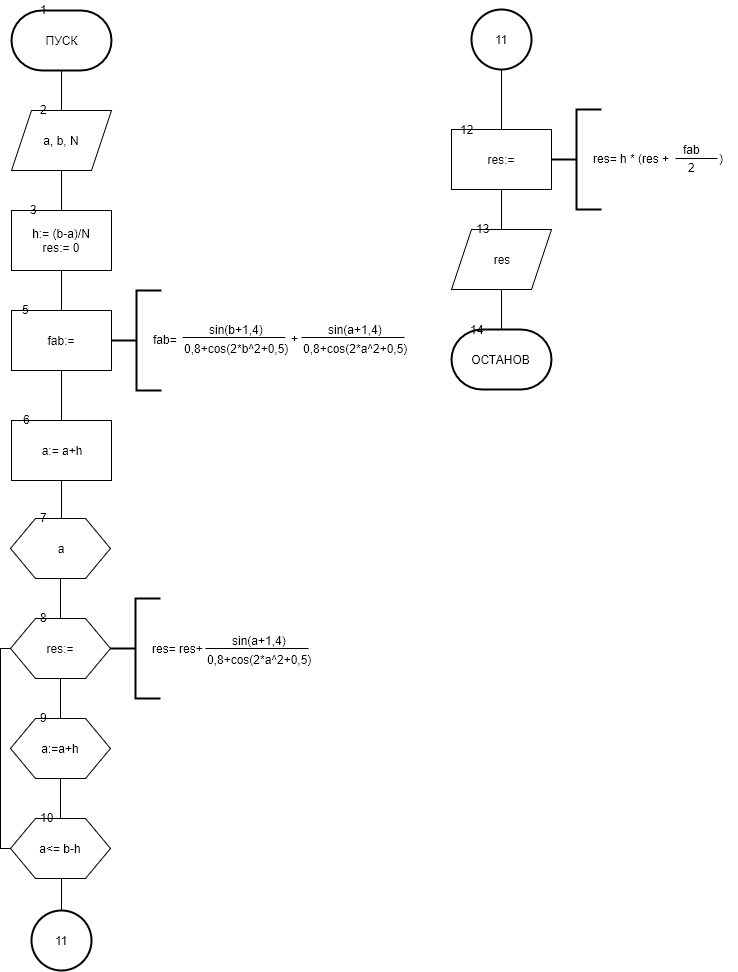 1
ПУСК
2
a, b, N
3
h:= (b-a)/N
res:= 0
5
fab:=
fab= sin(b+1,4) + sin(a+1,4)
0,8+cos(2*b^2+0,5) 0,8+cos(2*a^2+0,5)
6
a:= a+h
7
a
8
res:=
res= res+ sin(a+1,4)
0,8+cos(2*a^2+0,5)
9
a:=a+h
10
a<= b-h
11
11
12
res:=
res= h * (res + fab )
2
13
res
14
ОСТАНОВ